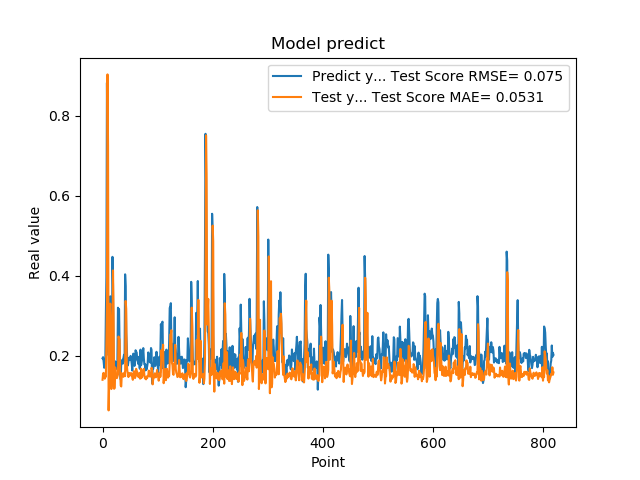 Model predict
Predict y... Test Score RMSE= 0.075
Test y... Test Score MAE= 0.0531
Real value
0.8
0.6
0.4
0.2
0 200 400 600 800
Point